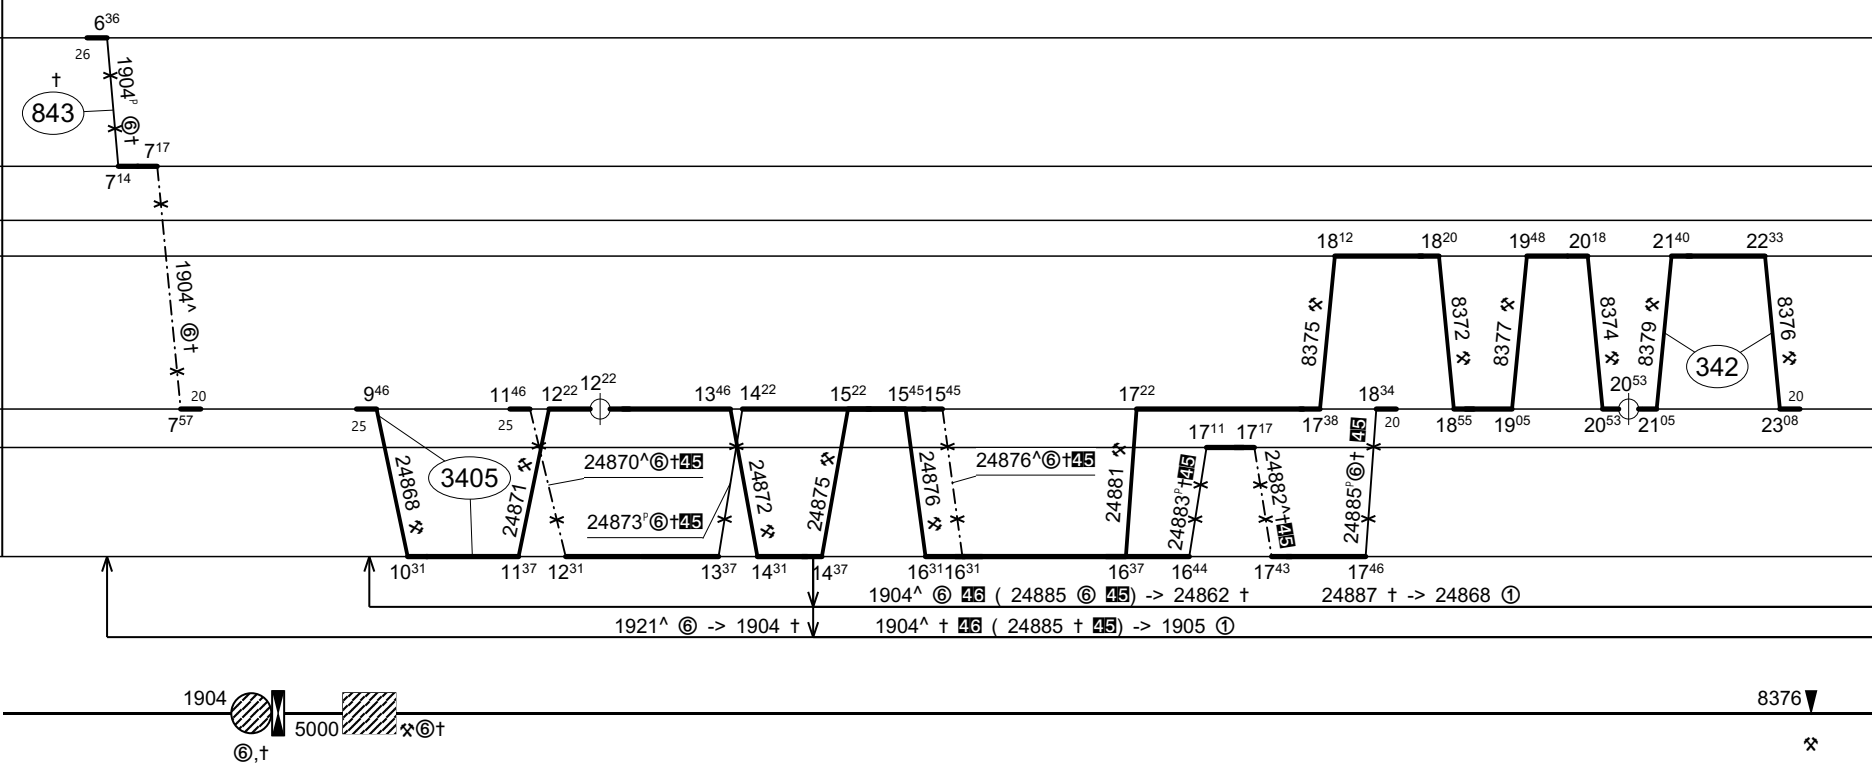 6³⁶
26
1904ᴾ ⑥†
†
843
7¹⁷
7¹⁴
1904^ ⑥†
18¹² 18²⁰ 19⁴⁸ 20¹⁸ 21⁴⁰ 22³³
8375 ⚒ 8372 ⚒ 8377 ⚒ 8374 ⚒ 8379 ⚒ 8376 ⚒
342
20 9⁴⁶ 11⁴⁶ 12²² 12²² 13⁴⁶ 14²² 15²² 15⁴⁵ 15⁴⁵ 17²² 18³⁴ 20⁵³ 20
7⁵⁷ 25 25 17³⁸ 20 18⁵⁵ 19⁰⁵ 20⁵³ 21⁰⁵ 23⁰⁸
17¹¹ 17¹⁷
24868 ⚒
3405
24871 ⚒
24870^⑥†45
24873ᴾ⑥†45
24872 ⚒
24875 ⚒
24876 ⚒
24876^⑥†45
24881 ⚒
24883ᴾ†45
24882^†45
24885ᴾ⑥† 45
10³¹ 11³⁷ 12³¹ 13³⁷ 14³¹ 14³⁷ 16³¹ 16³¹ 16³⁷ 16⁴⁴ 17⁴³ 17⁴⁶
1904^ ⑥ 46 ( 24885 ⑥ 45) -> 24862 † 24887 † -> 24868 ①
1921^ ⑥ -> 1904 † 1904^ † 46 ( 24885 † 45) -> 1905 ①
1904 8376
5000 ⚒⑥†
⑥,† ⚒